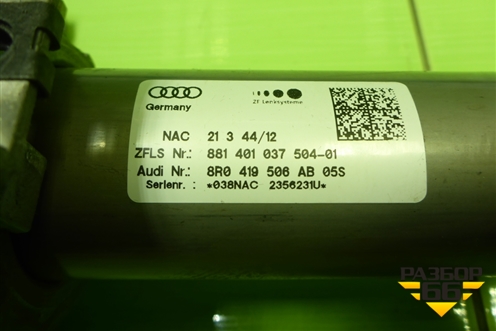 Germany
ZF Lenksysteme
NAC 21 3 44/12
ZFLS Nr.: 881 401 037 504-01
Audi Nr.: 8R0 419 506 AB 05S
Serienr. : *038NAC 2356231U*
РАЗБОР
66